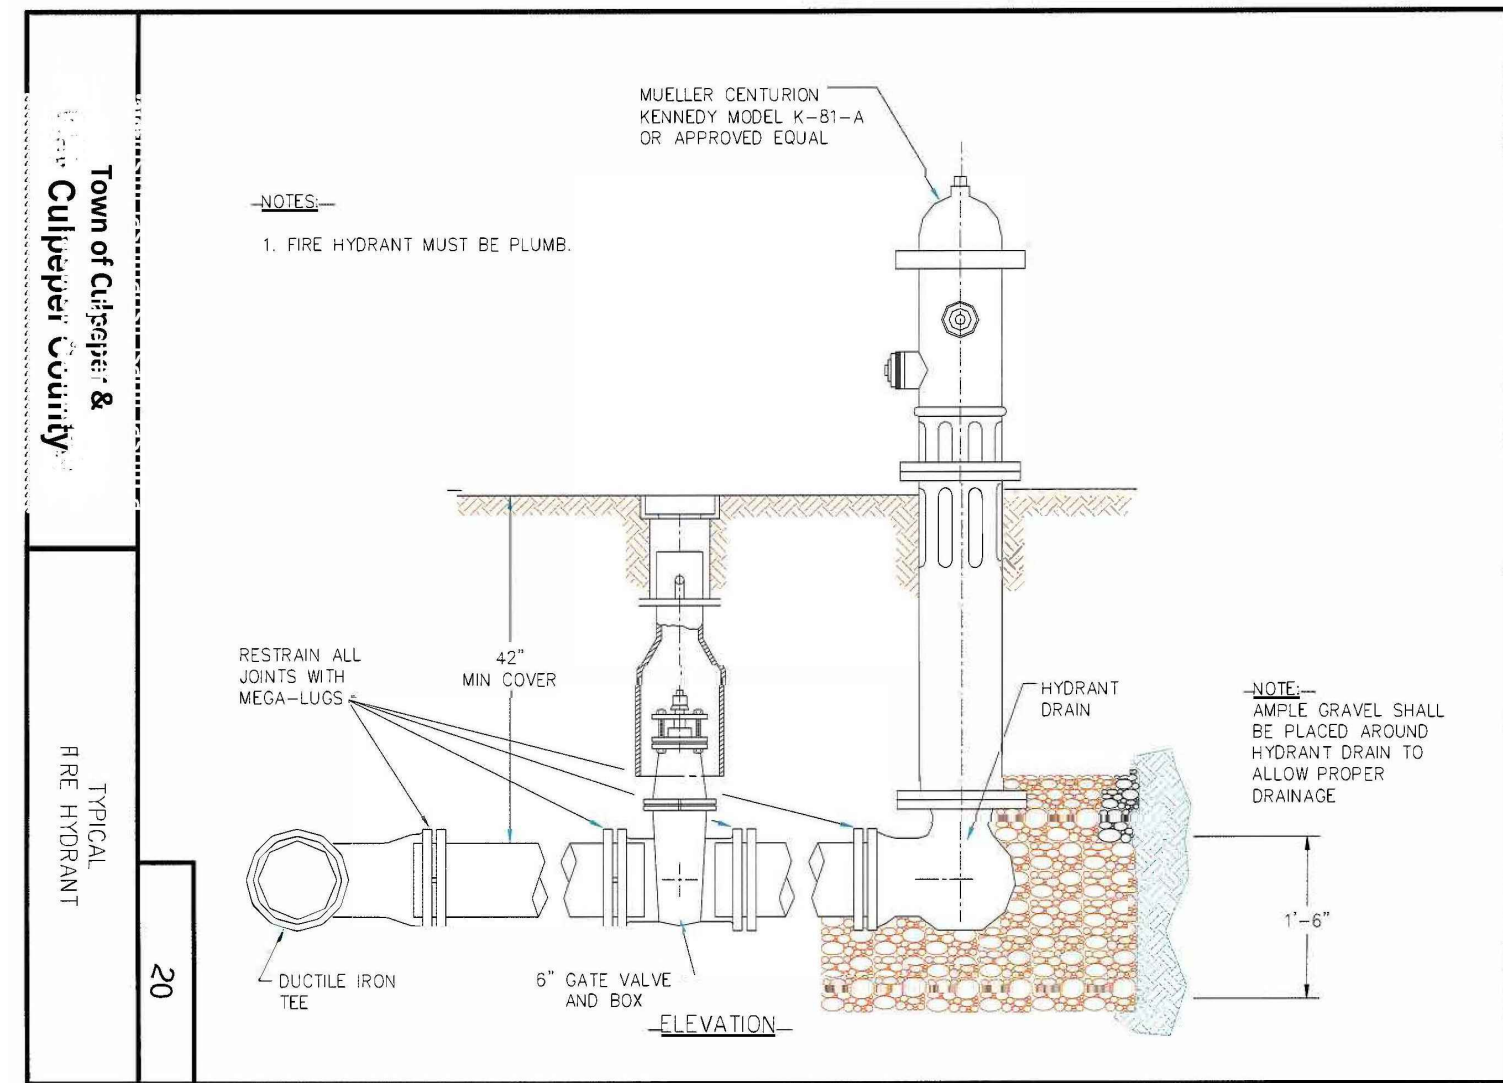 MUELLER CENTURION
KENNEDY MODEL K-81-A
OR APPROVED EQUAL
NOTES:
1. FIRE HYDRANT MUST BE PLUMB.
Town of Culpeper &
Culpeper County
RESTRAIN ALL
JOINTS WITH
MEGA-LUGS
42"
MIN COVER
HYDRANT
DRAIN
NOTE:
AMPLE GRAVEL SHALL
BE PLACED AROUND
HYDRANT DRAIN TO
ALLOW PROPER
DRAINAGE
1'-6"
DUCTILE IRON
TEE
6" GATE VALVE
AND BOX
ELEVATION
TYPICAL
FIRE HYDRANT
20